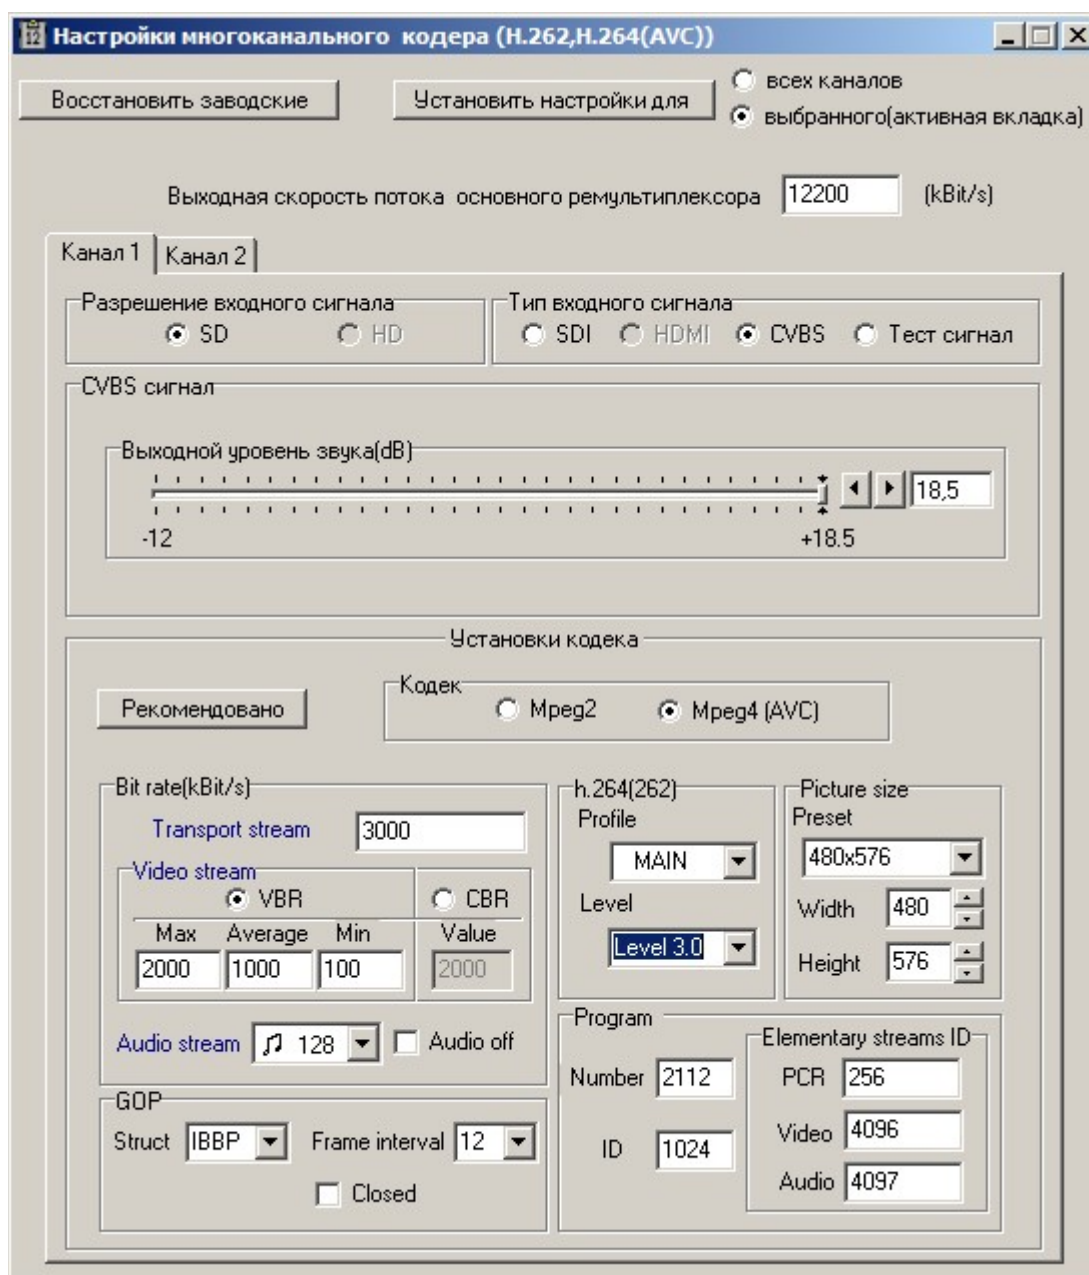 Настройки многоканального кодера (H.262,H.264(AVC))
Восстановить заводские
Установить настройки для
всех каналов
выбранного(активная вкладка)
Выходная скорость потока основного ремультиплексора 12200 (kBit/s)
Канал 1 Канал 2
Разрешение входного сигнала
SD HD
Тип входного сигнала
SDI HDMI CVBS Тест сигнал
CVBS сигнал
Выходной уровень звука(dB)
18,5
-12 +18.5
Установки кодека
Рекомендовано
Кодек
Mpeg2 Mpeg4 (AVC)
Bit rate(kBit/s)
Transport stream 3000
Video stream
VBR CBR
Max Average Min Value
2000 1000 100 2000
Audio stream 128 Audio off
GOP
Struct IBBP Frame interval 12
Closed
h.264(262)
Profile
MAIN
Level
Level 3.0
Picture size
Preset
480x576
Width 480
Height 576
Program
Number 2112
ID 1024
Elementary streams ID
PCR 256
Video 4096
Audio 4097